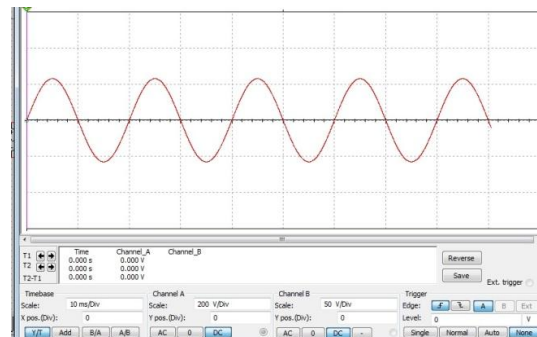 Time Channel_A Channel_B
T1 0.000 s 0.000 V
T2 0.000 s 0.000 V
T2-T1 0.000 s 0.000 V
Reverse
Save
Ext. trigger
Timebase Channel A Channel B Trigger
Scale: 10 ms/Div Scale: 200 V/Div Scale: 50 V/Div Edge: A B Ext
X pos.(Div): 0 Y pos.(Div): 0 Y pos.(Div): 0 Level: 0 V
Y/T Add B/A A/B AC 0 DC AC 0 DC - Single Normal Auto None